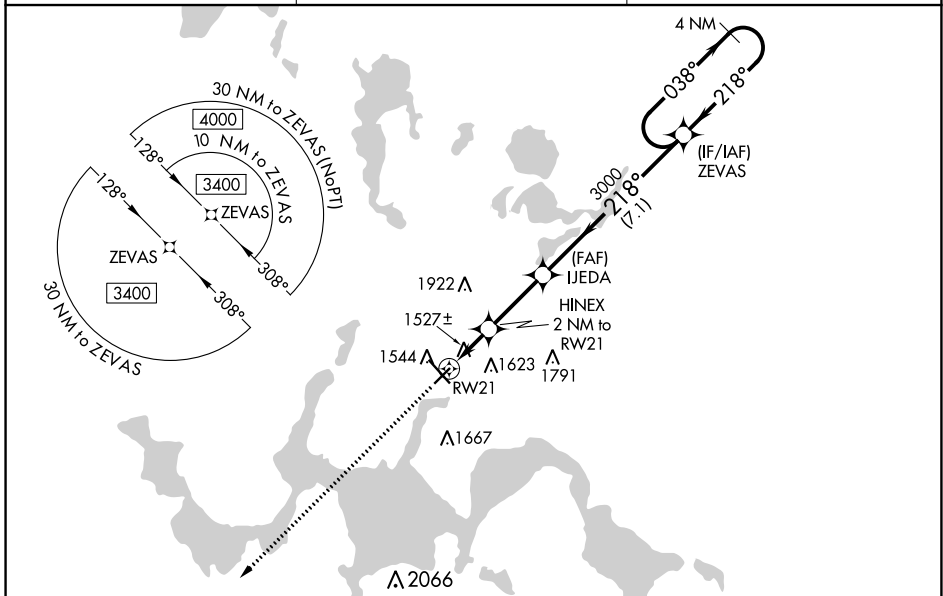 4 NM
038°
218°
(IF/IAF)
ZEVAS
3000
218°
(7.1)
(FAF)
IJEDA
HINEX
2 NM to
RW21
1922
1527±
1544
1623
1791
RW21
1667
2066
30 NM to ZEVAS (NoPT)
4000
10 NM to ZEVAS
3400
128°
ZEVAS
308°
128°
ZEVAS
3400
308°
30 NM to ZEVAS